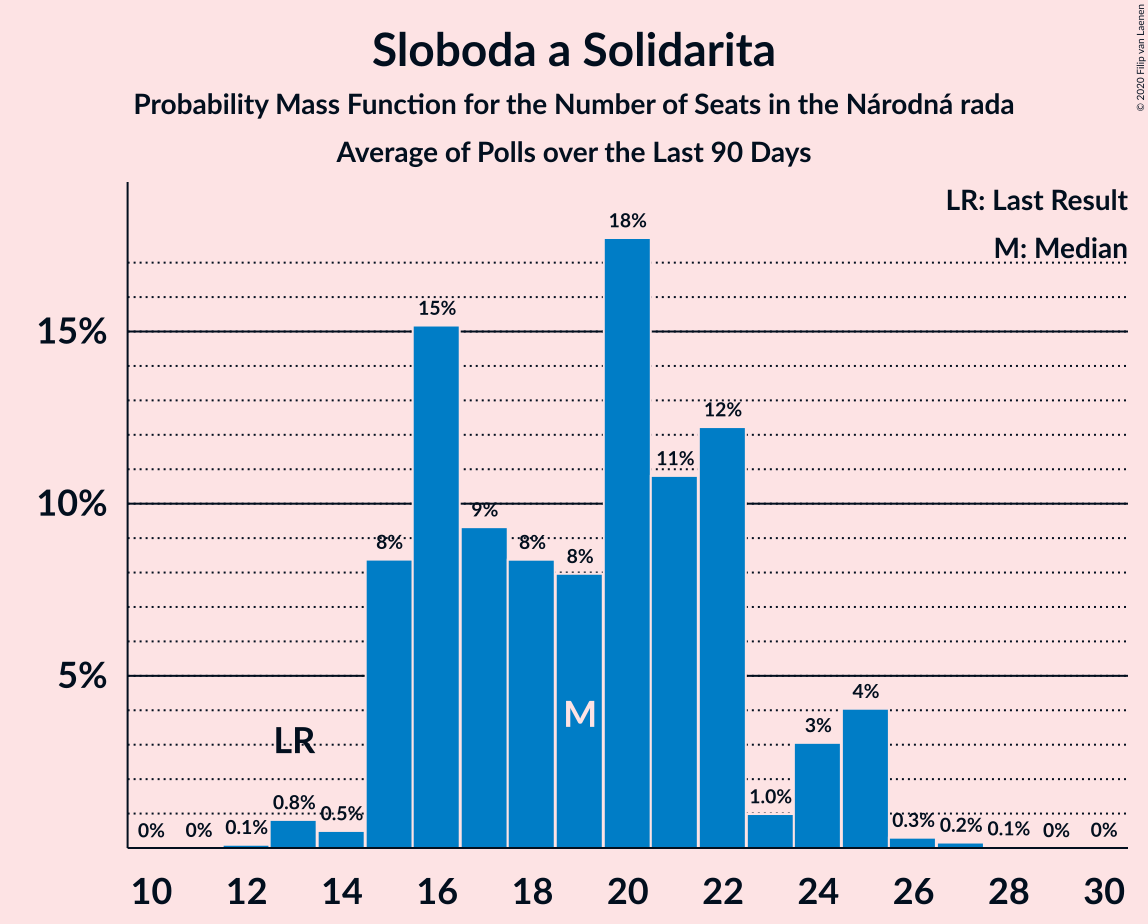 Sloboda a Solidarita
Probability Mass Function for the Number of Seats in the Národná rada
Average of Polls over the Last 90 Days
© 2020 Filip van Laenen
LR: Last Result
M: Median
15%
10%
5%
0%
0%
0.1%
0.8%
0.5%
8%
15%
9%
8%
8%
18%
11%
12%
1.0%
3%
4%
0.3%
0.2%
0.1%
0%
0%
LR
M
10 12 14 16 18 20 22 24 26 28 30